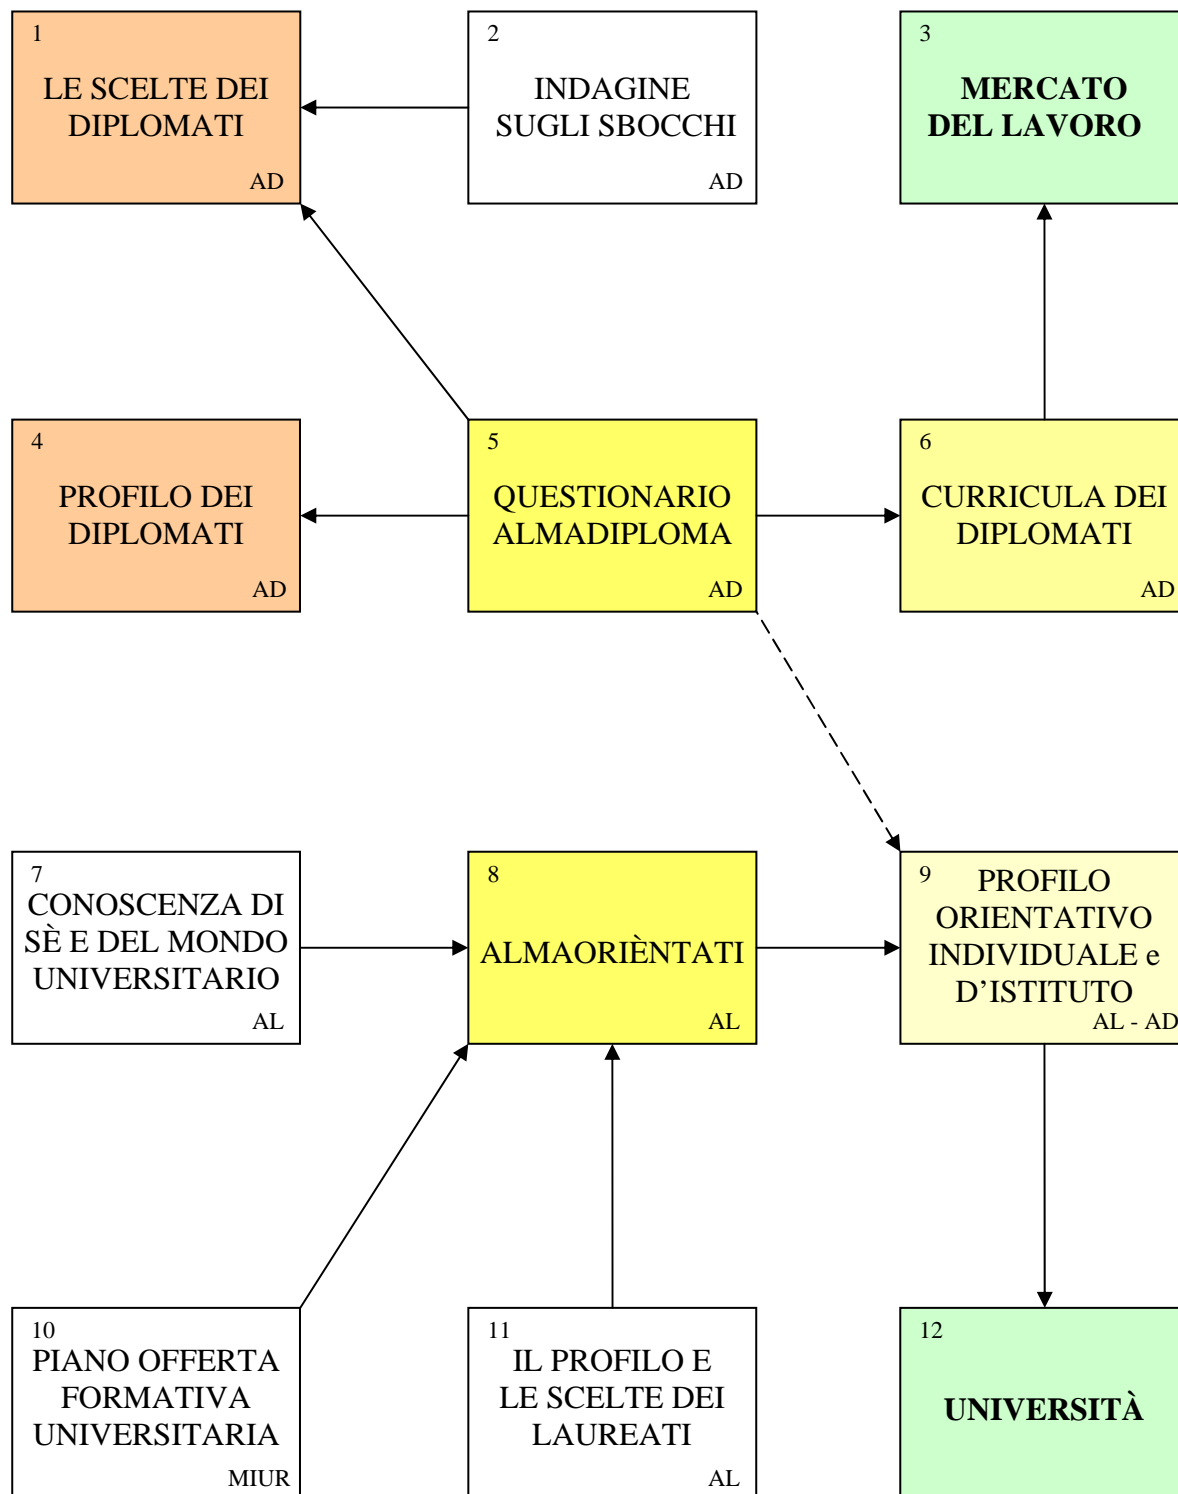 1
LE SCELTE DEI
DIPLOMATI
AD
2
INDAGINE
SUGLI SBOCCHI
AD
3
MERCATO
DEL LAVORO
4
PROFILO DEI
DIPLOMATI
AD
5
QUESTIONARIO
ALMADIPLOMA
AD
6
CURRICULA DEI
DIPLOMATI
AD
7
CONOSCENZA DI
SÈ E DEL MONDO
UNIVERSITARIO
AL
8
ALMAORIÈNTATI
AL
9
PROFILO
ORIENTATIVO
INDIVIDUALE e
D’ISTITUTO
AL - AD
10
PIANO OFFERTA
FORMATIVA
UNIVERSITARIA
MIUR
11
IL PROFILO E
LE SCELTE DEI
LAUREATI
AL
12
UNIVERSITÀ